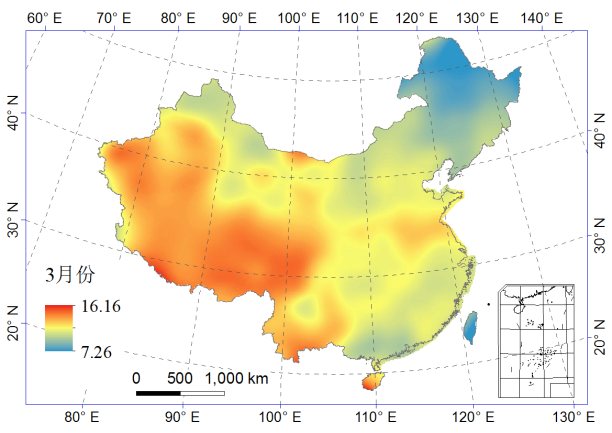 60° E 70° E 80° E 90° E 100° E 110° E 120° E 130° E 140° E
40° N
40° N
30° N
30° N
20° N
20° N
3月份
16.16
7.26
0 500 1,000 km
80° E 90° E 100° E 110° E 120° E 130° E